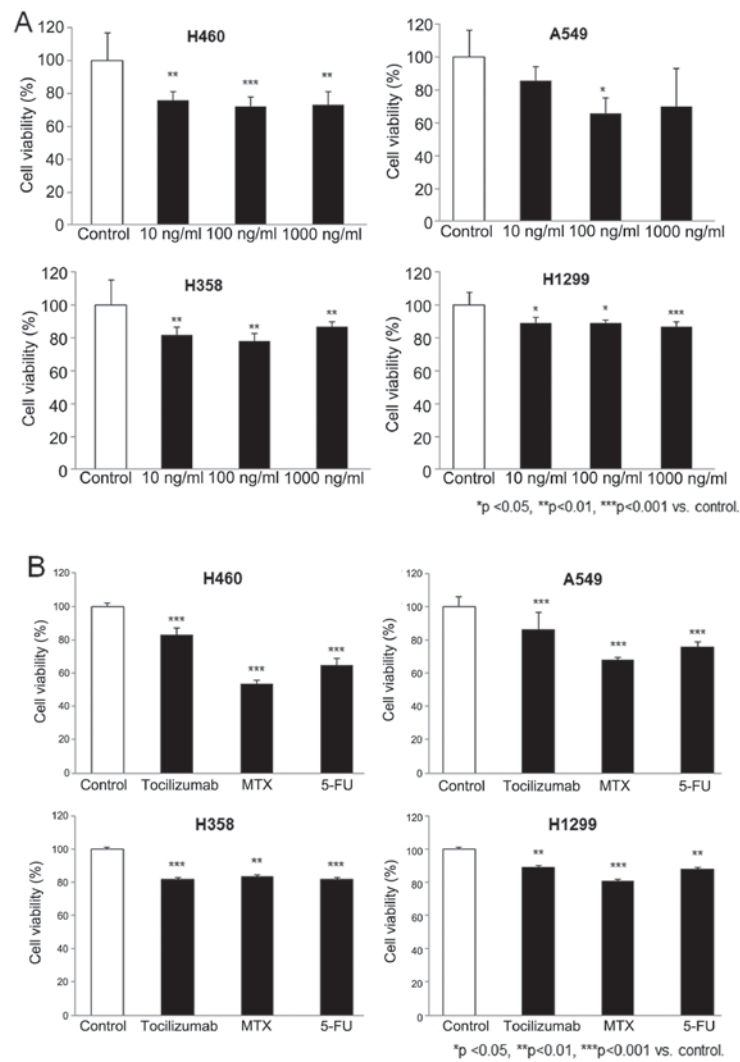 A
H460
Cell viability (%)
120
100
80
60
40
20
0
**
***
**
Control 10 ng/ml 100 ng/ml 1000 ng/ml
A549
Cell viability (%)
120
100
80
60
40
20
0
*
Control 10 ng/ml 100 ng/ml 1000 ng/ml
H358
Cell viability (%)
120
100
80
60
40
20
0
**
**
**
Control 10 ng/ml 100 ng/ml 1000 ng/ml
H1299
Cell viability (%)
120
100
80
60
40
20
0
*
*
***
Control 10 ng/ml 100 ng/ml 1000 ng/ml
*p <0.05, **p<0.01, ***p<0.001 vs. control.
B
H460
Cell viability (%)
120
100
80
60
40
20
0
***
***
***
Control Tocilizumab MTX 5-FU
A549
Cell viability (%)
120
100
80
60
40
20
0
***
***
***
Control Tocilizumab MTX 5-FU
H358
Cell viability (%)
120
100
80
60
40
20
0
***
**
***
Control Tocilizumab MTX 5-FU
H1299
Cell viability (%)
120
100
80
60
40
20
0
**
***
**
Control Tocilizumab MTX 5-FU
*p <0.05, **p<0.01, ***p<0.001 vs. control.